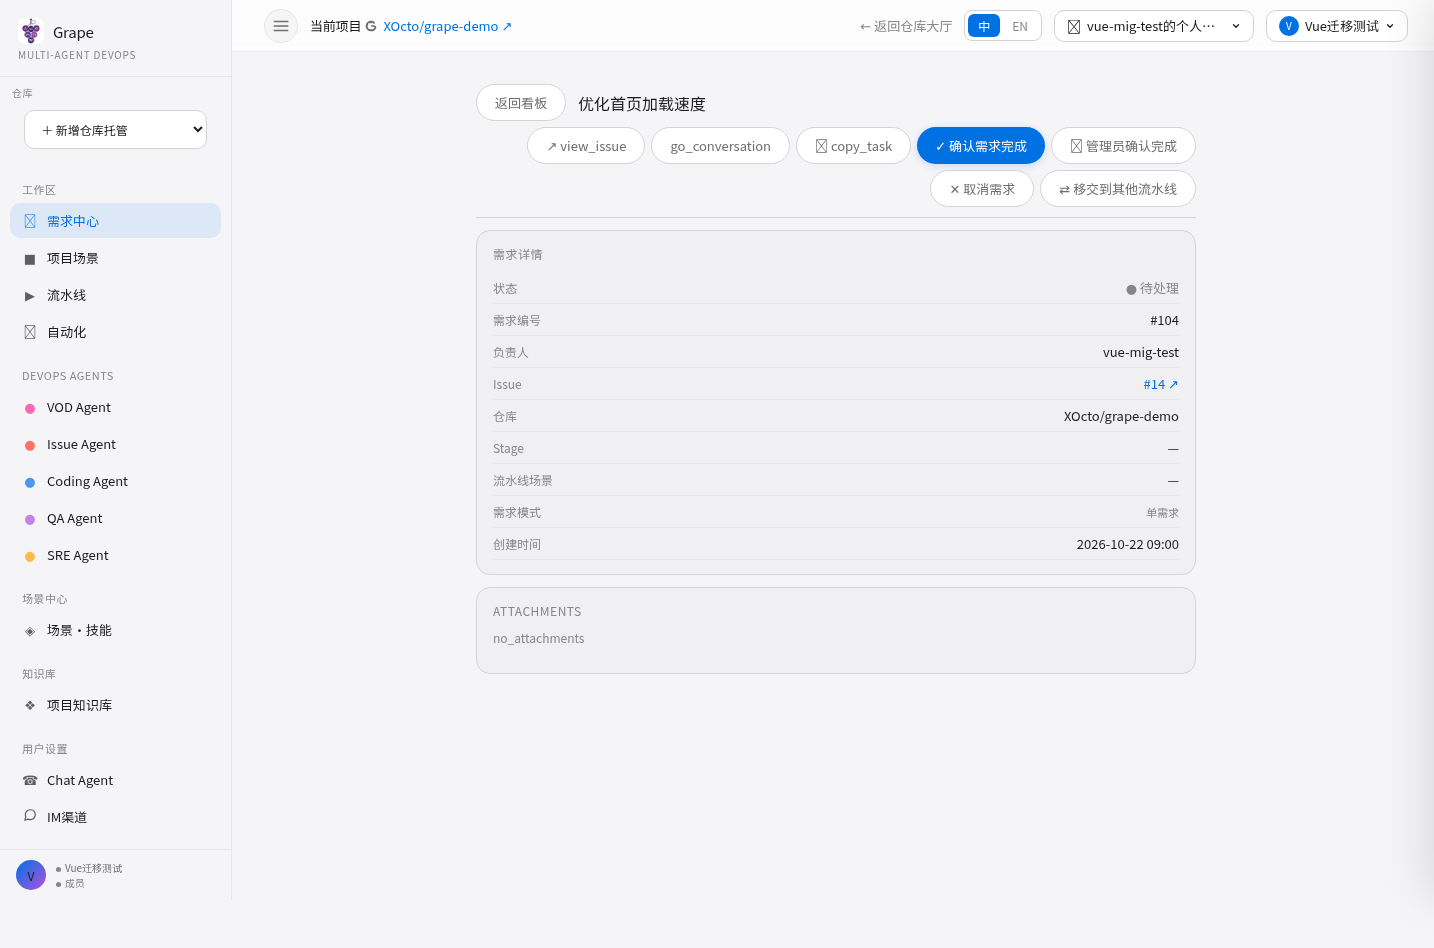 Grape
MULTI-AGENT DEVOPS
仓库
＋ 新增仓库托管
工作区
需求中心
项目场景
流水线
自动化
DEVOPS AGENTS
VOD Agent
Issue Agent
Coding Agent
QA Agent
SRE Agent
场景中心
场景・技能
知识库
项目知识库
用户设置
Chat Agent
IM渠道
V
Vue迁移测试
成员
当前项目 G XOcto/grape-demo ↗
← 返回仓库大厅
中 EN
vue-mig-test的个人…
V Vue迁移测试
返回看板
优化首页加载速度
↗ view_issue
go_conversation
copy_task
✓ 确认需求完成
管理员确认完成
✕ 取消需求
⇄ 移交到其他流水线
需求详情
状态 ● 待处理
需求编号 #104
负责人 vue-mig-test
Issue #14 ↗
仓库 XOcto/grape-demo
Stage —
流水线场景 —
需求模式 单需求
创建时间 2026-10-22 09:00
ATTACHMENTS
no_attachments